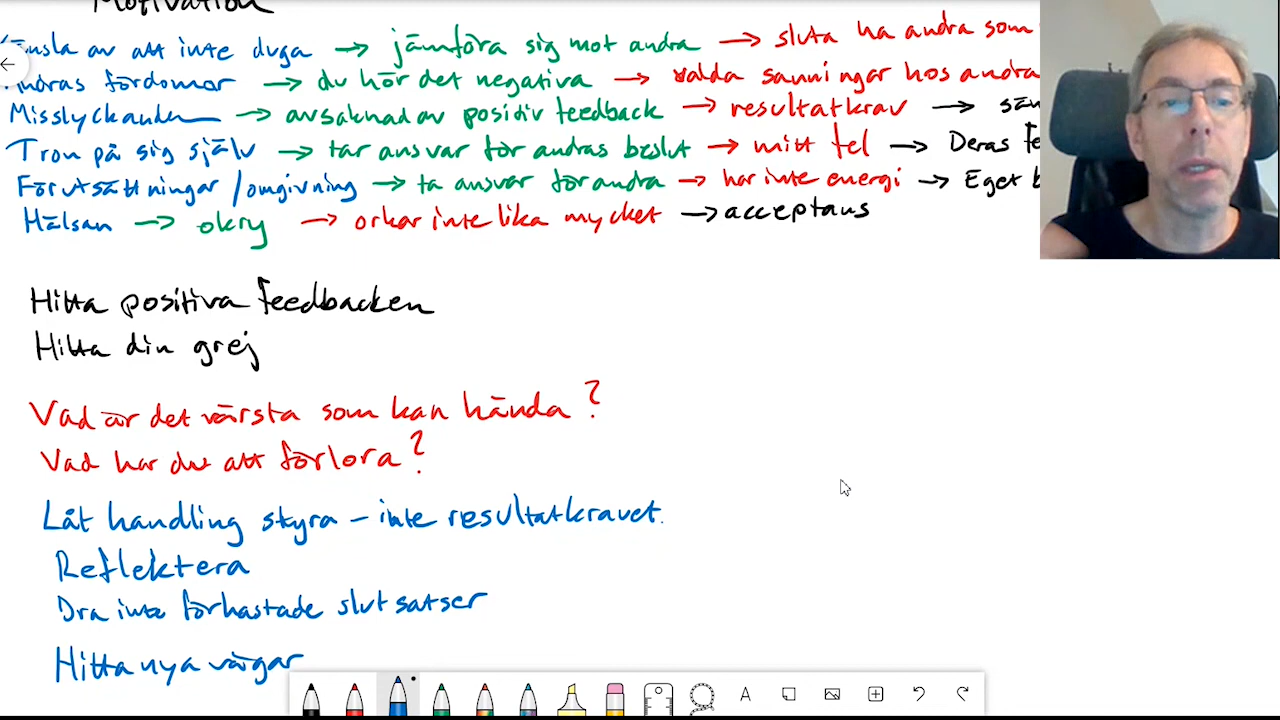 Motivation
Känsla av att inte duga → jämföra sig mot andra → sluta ha andra som
Andras fördomar → du hör det negativa → valda sanningar hos andra
Misslyckanden → avsaknad av positiv feedback → resultatkrav → sän
Tron på sig själv → tar ansvar för andras beslut → mitt fel → Deras fe
Förutsättningar/omgivning → ta ansvar för andra → har inte energi → Eget b
Hälsan → okry → orkar inte lika mycket → acceptans
Hitta positiva feedbacken
Hitta din grej
Vad är det värsta som kan hända?
Vad har du att förlora?
Låt handling styra – inte resultatkravet.
Reflektera
Dra inte förhastade slutsatser
Hitta nya vägar
A